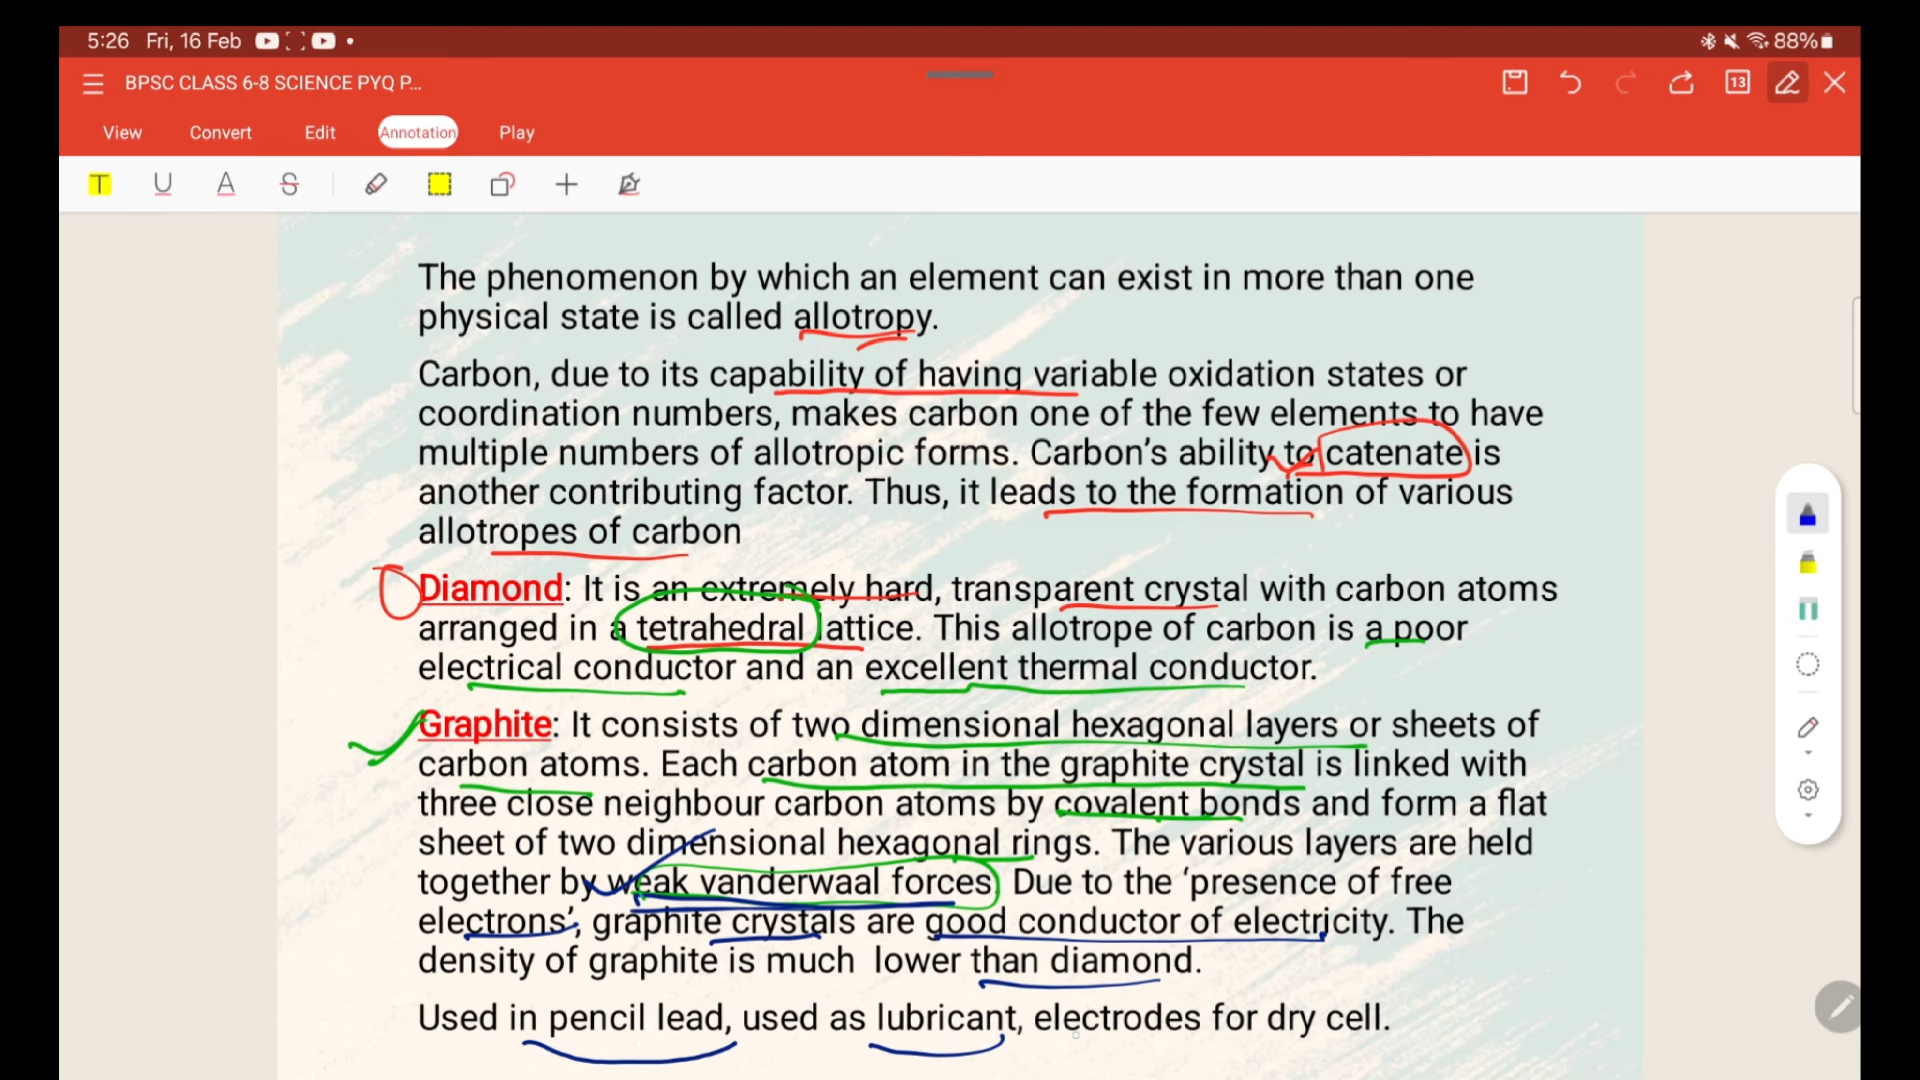 5:26 Fri, 16 Feb
88%
BPSC CLASS 6-8 SCIENCE PYQ P...
13
View Convert Edit Annotation Play
T U A S
The phenomenon by which an element can exist in more than one
physical state is called allotropy.
Carbon, due to its capability of having variable oxidation states or
coordination numbers, makes carbon one of the few elements to have
multiple numbers of allotropic forms. Carbon's ability to catenate is
another contributing factor. Thus, it leads to the formation of various
allotropes of carbon
Diamond: It is an extremely hard, transparent crystal with carbon atoms
arranged in a tetrahedral lattice. This allotrope of carbon is a poor
electrical conductor and an excellent thermal conductor.
Graphite: It consists of two dimensional hexagonal layers or sheets of
carbon atoms. Each carbon atom in the graphite crystal is linked with
three close neighbour carbon atoms by covalent bonds and form a flat
sheet of two dimensional hexagonal rings. The various layers are held
together by weak vanderwaal forces. Due to the ‘presence of free
electrons’, graphite crystals are good conductor of electricity. The
density of graphite is much lower than diamond.
Used in pencil lead, used as lubricant, electrodes for dry cell.